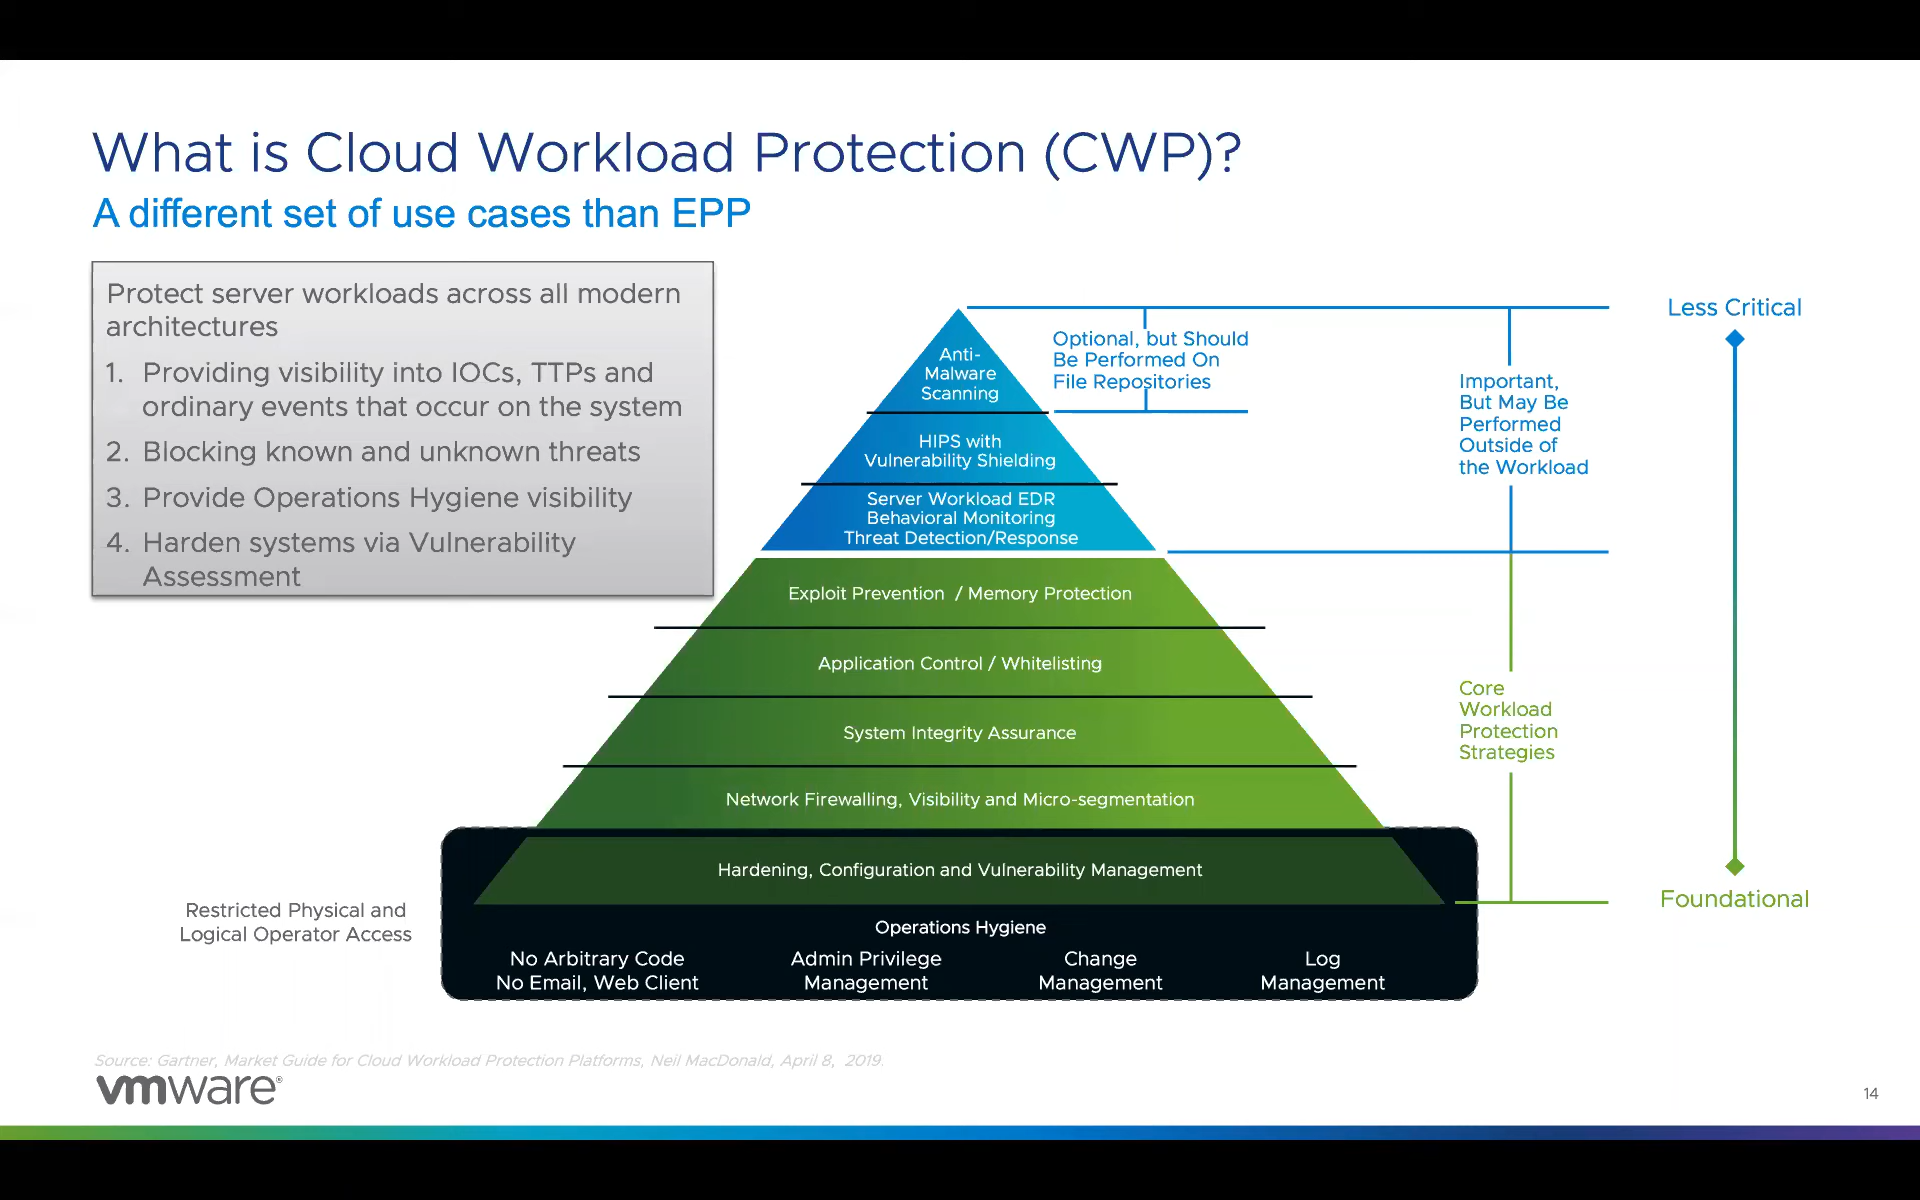 What is Cloud Workload Protection (CWP)?
A different set of use cases than EPP
Protect server workloads across all modern
architectures
1. Providing visibility into IOCs, TTPs and
ordinary events that occur on the system
2. Blocking known and unknown threats
3. Provide Operations Hygiene visibility
4. Harden systems via Vulnerability
Assessment
Anti-
Malware
Scanning
HIPS with
Vulnerability Shielding
Server Workload EDR
Behavioral Monitoring
Threat Detection/Response
Exploit Prevention / Memory Protection
Application Control / Whitelisting
System Integrity Assurance
Network Firewalling, Visibility and Micro-segmentation
Hardening, Configuration and Vulnerability Management
Operations Hygiene
No Arbitrary Code
No Email, Web Client
Admin Privilege
Management
Change
Management
Log
Management
Restricted Physical and
Logical Operator Access
Optional, but Should
Be Performed On
File Repositories
Important,
But May Be
Performed
Outside of
the Workload
Core
Workload
Protection
Strategies
Less Critical
Foundational
Source: Gartner, Market Guide for Cloud Workload Protection Platforms, Neil MacDonald, April 8, 2019.
vmware®
14